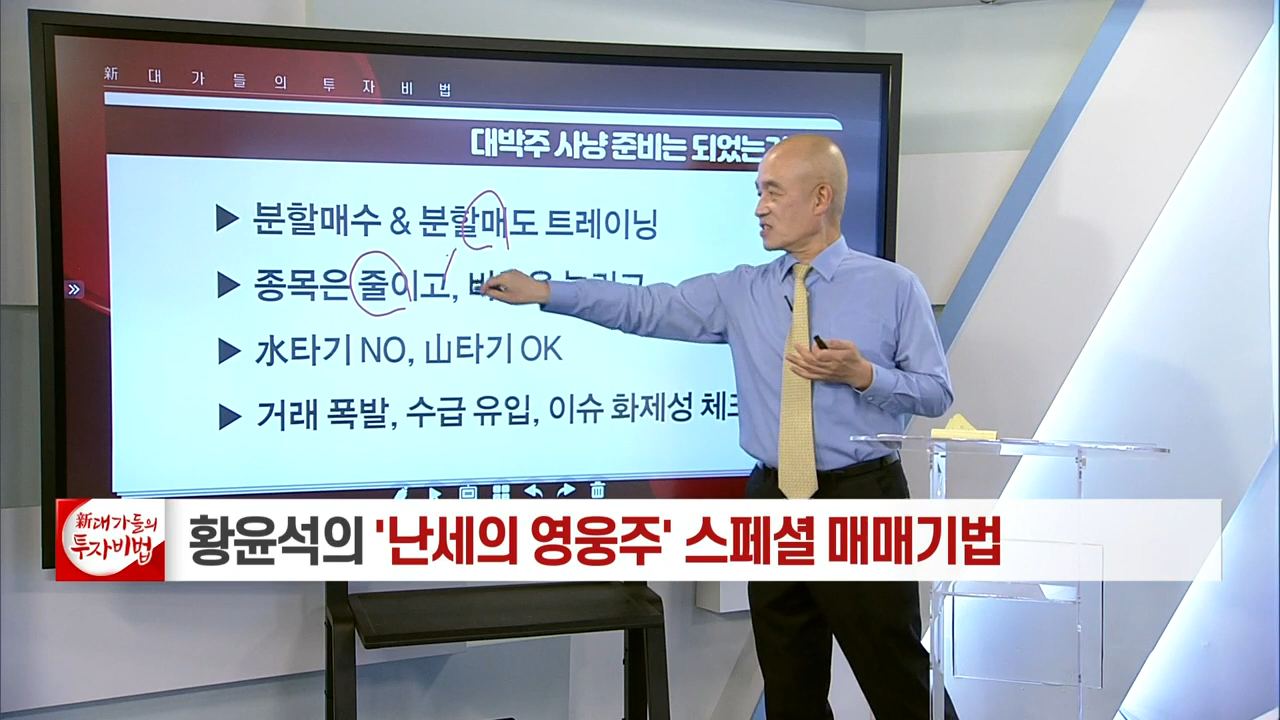 新 대 가 들 의 투 자 비 법
대박주 사냥 준비는 되었는가
▶ 분할매수 & 분할매도 트레이닝
▶ 종목은 줄이고,
▶ 水타기 NO, 山타기 OK
▶ 거래 폭발, 수급 유입, 이슈 화제성 체크
新대가들의
투자비법
황윤석의 '난세의 영웅주' 스페셜 매매기법